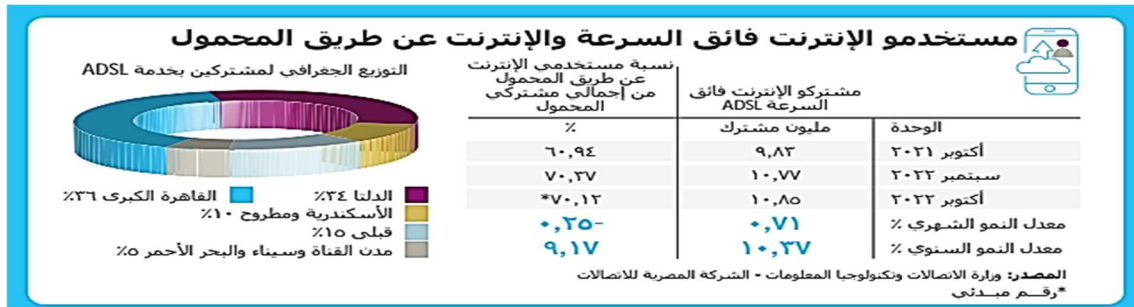 مستخدمو الإنترنت فائق السرعة والإنترنت عن طريق المحمول
نسبة مستخدمي الإنترنت
عن طريق المحمول
من إجمالي مشتركي
المحمول
مشتركو الإنترنت فائق
السرعة ADSL
الوحدة مليون مشترك %
أكتوبر ٢٠٢١ ٩,٨٣ ٦٠,٩٤
سبتمبر ٢٠٢٢ ١٠,٧٧ ٧٠,٣٧
أكتوبر ٢٠٢٢ ١٠,٨٥ ٧٠,١٢*
معدل النمو الشهري % ٠,٧١ -٠,٢٥
معدل النمو السنوي % ١٠,٣٧ ٩,١٧
التوزيع الجغرافي لمشتركين بخدمة ADSL
الدلتا ٣٤٪ القاهرة الكبرى ٣٦٪
الأسكندرية ومطروح ١٠٪
قبلى ١٥٪
مدن القناة وسيناء والبحر الأحمر ٥٪
المصدر: وزارة الاتصالات وتكنولوجيا المعلومات - الشركة المصرية للاتصالات
*رقم مبدئي